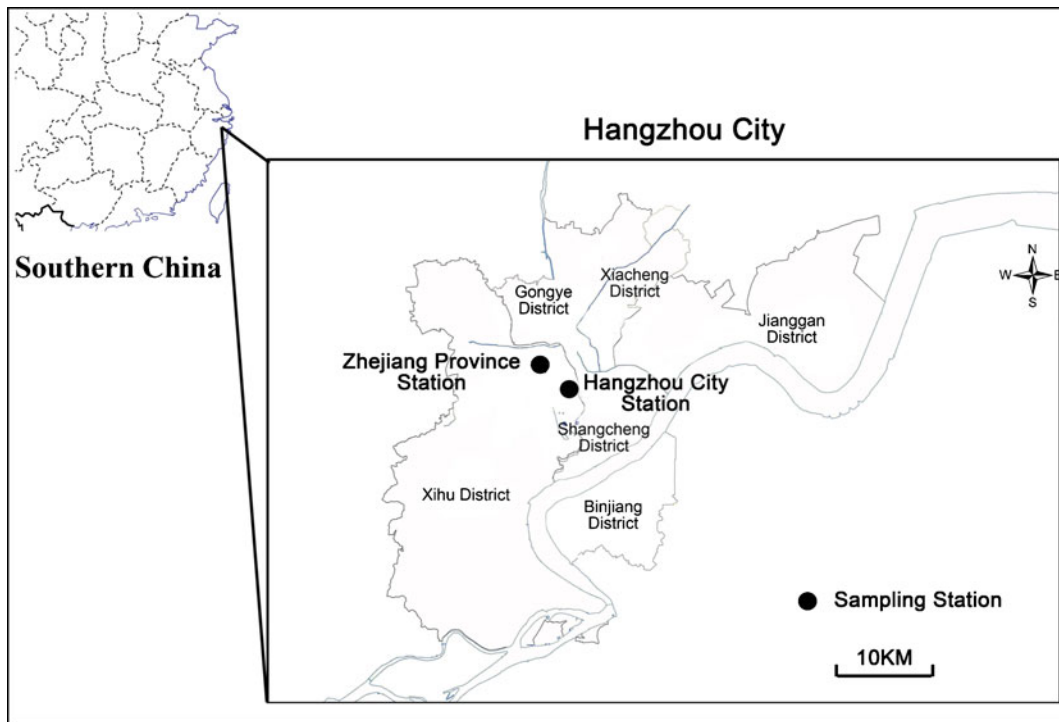 Hangzhou City
Southern China
N
W E
S
Gongye
District
Xiacheng
District
Jianggan
District
Zhejiang Province
Station
Hangzhou City
Station
Shangcheng
District
Xihu District
Binjiang
District
Sampling Station
10KM